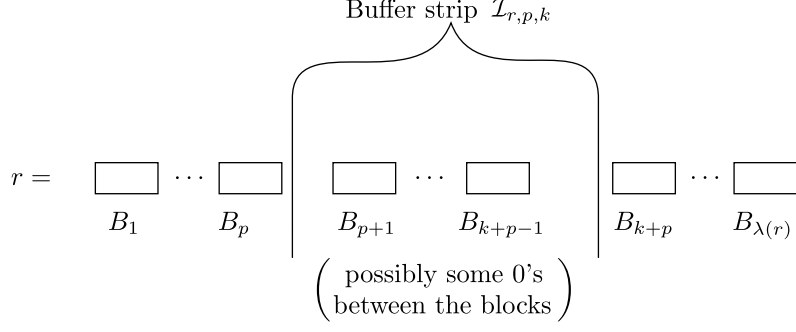 Buffer strip $\mathcal{I}_{r,p,k}$
$r =$ $\cdots$ $\cdots$ $\cdots$
$B_1$ $B_p$ $B_{p+1}$ $B_{k+p-1}$ $B_{k+p}$ $B_{\lambda(r)}$
(possibly some 0's
between the blocks)